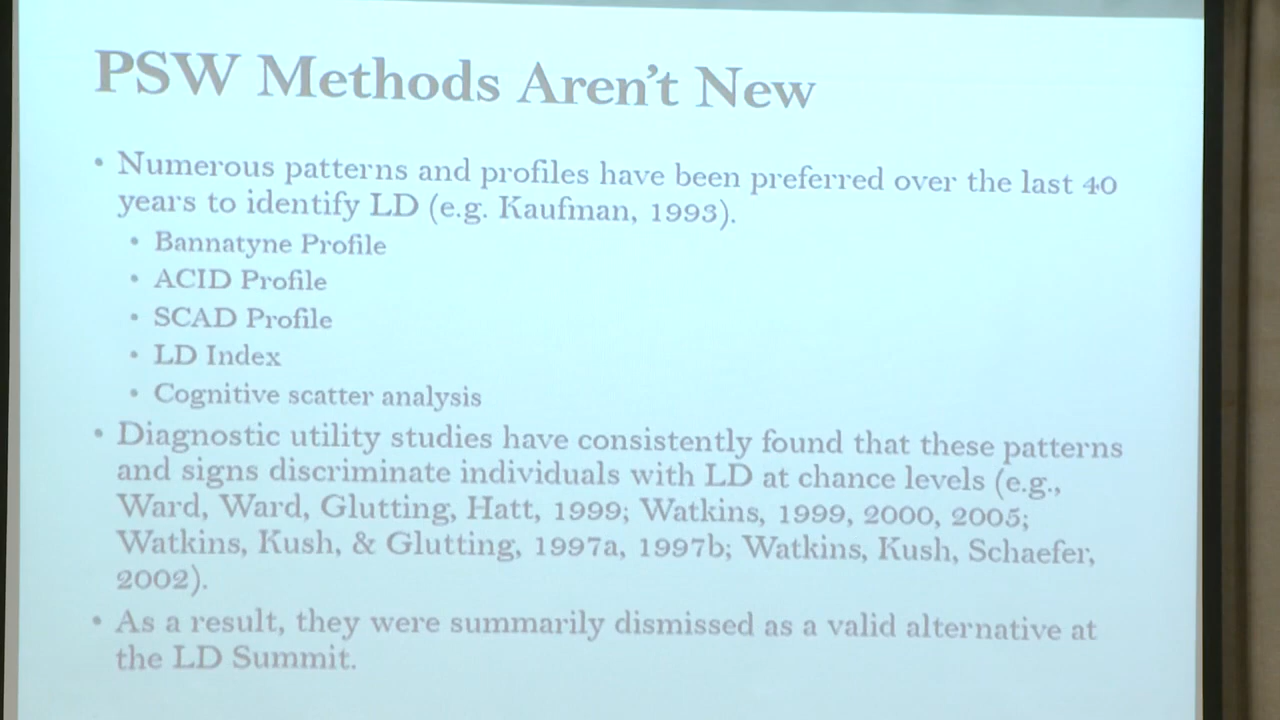 PSW Methods Aren't New
• Numerous patterns and profiles have been preferred over the last 40
years to identify LD (e.g. Kaufman, 1993).
• Bannatyne Profile
• ACID Profile
• SCAD Profile
• LD Index
• Cognitive scatter analysis
• Diagnostic utility studies have consistently found that these patterns
and signs discriminate individuals with LD at chance levels (e.g.,
Ward, Ward, Glutting, Hatt, 1999; Watkins, 1999, 2000, 2005;
Watkins, Kush, & Glutting, 1997a, 1997b; Watkins, Kush, Schaefer,
2002).
• As a result, they were summarily dismissed as a valid alternative at
the LD Summit.